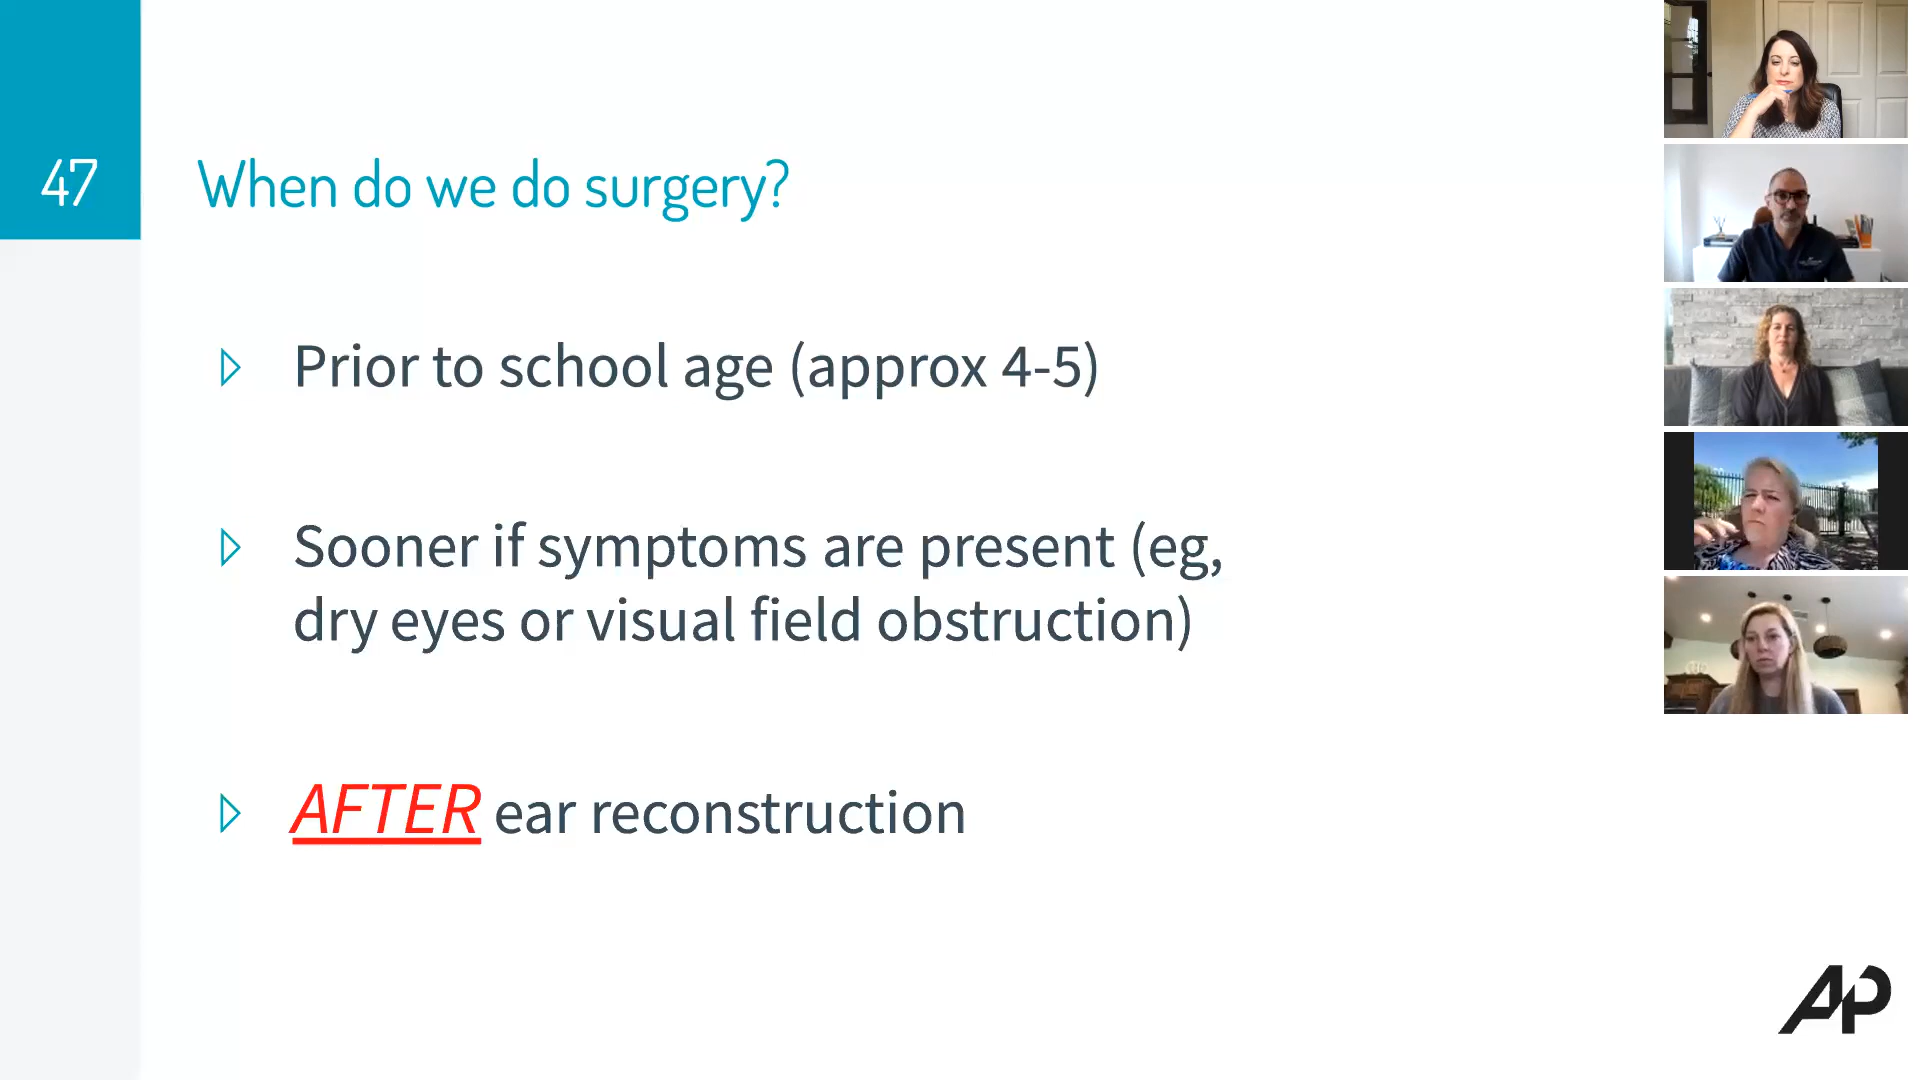 47
When do we do surgery?
Prior to school age (approx 4-5)
Sooner if symptoms are present (eg,
dry eyes or visual field obstruction)
AFTER ear reconstruction
AP